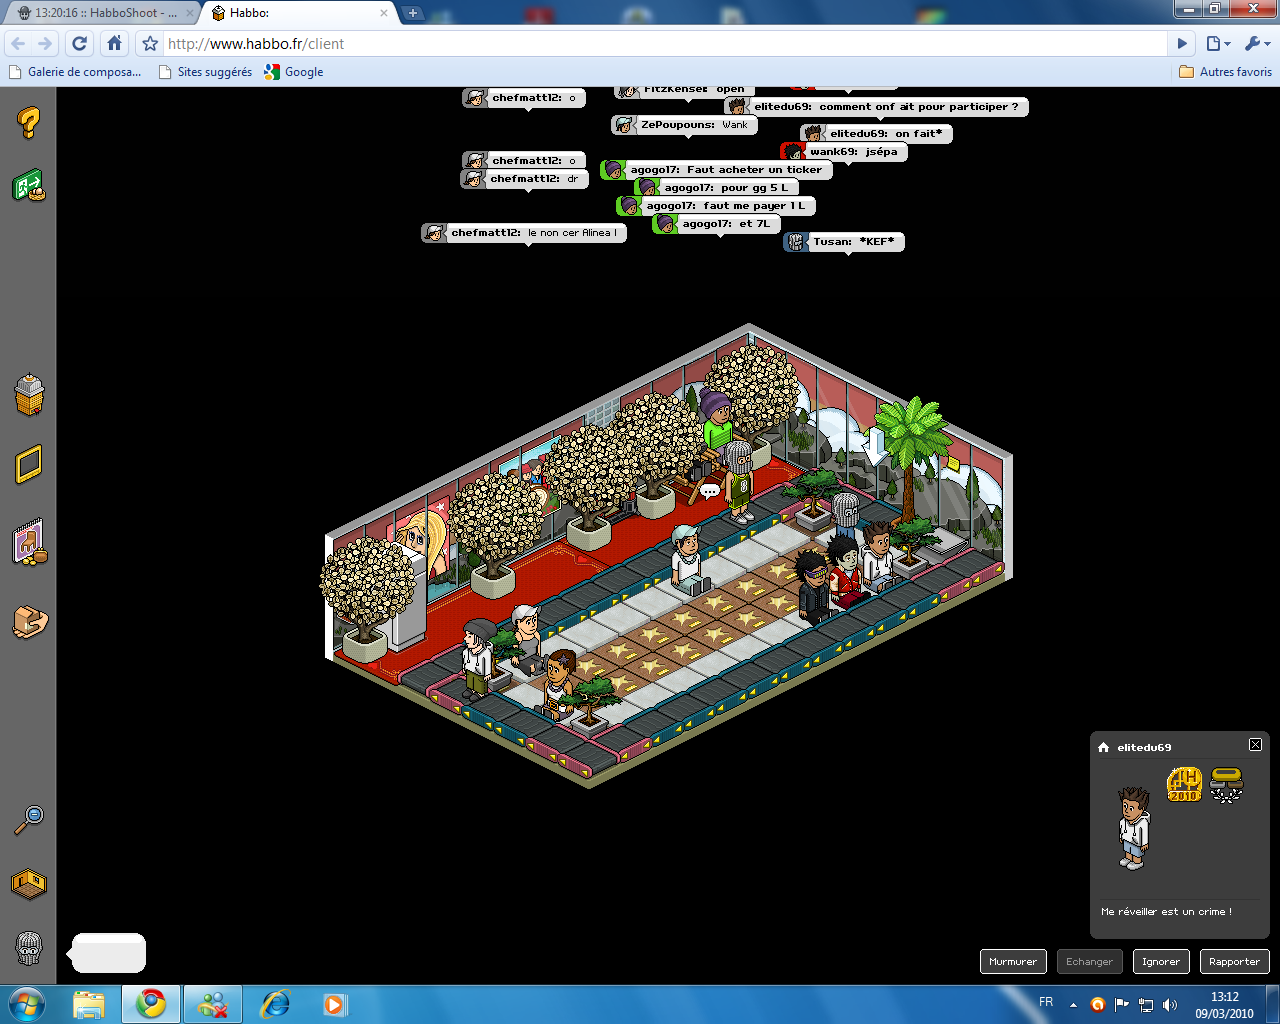 13:20:16 :: HabboShoot - ...
Habbo:
http://www.habbo.fr/client
Galerie de composa...
Sites suggérés
Google
Autres favoris
chefmatt12: o
FitzKense: open
elitedu69: comment onf ait pour participer ?
ZePoupouns: Wank
elitedu69: on fait*
wank69: jsépa
chefmatt12: o
agogo17: Faut acheter un ticker
chefmatt12: dr
agogo17: pour gg 5 L
agogo17: faut me payer 1 L
agogo17: et 7L
chefmatt12: le non cer Alinea !
Tusan: *KEF*
elitedu69
H
2010
Me réveiller est un crime !
Murmurer
Echanger
Ignorer
Rapporter
FR
13:12
09/03/2010